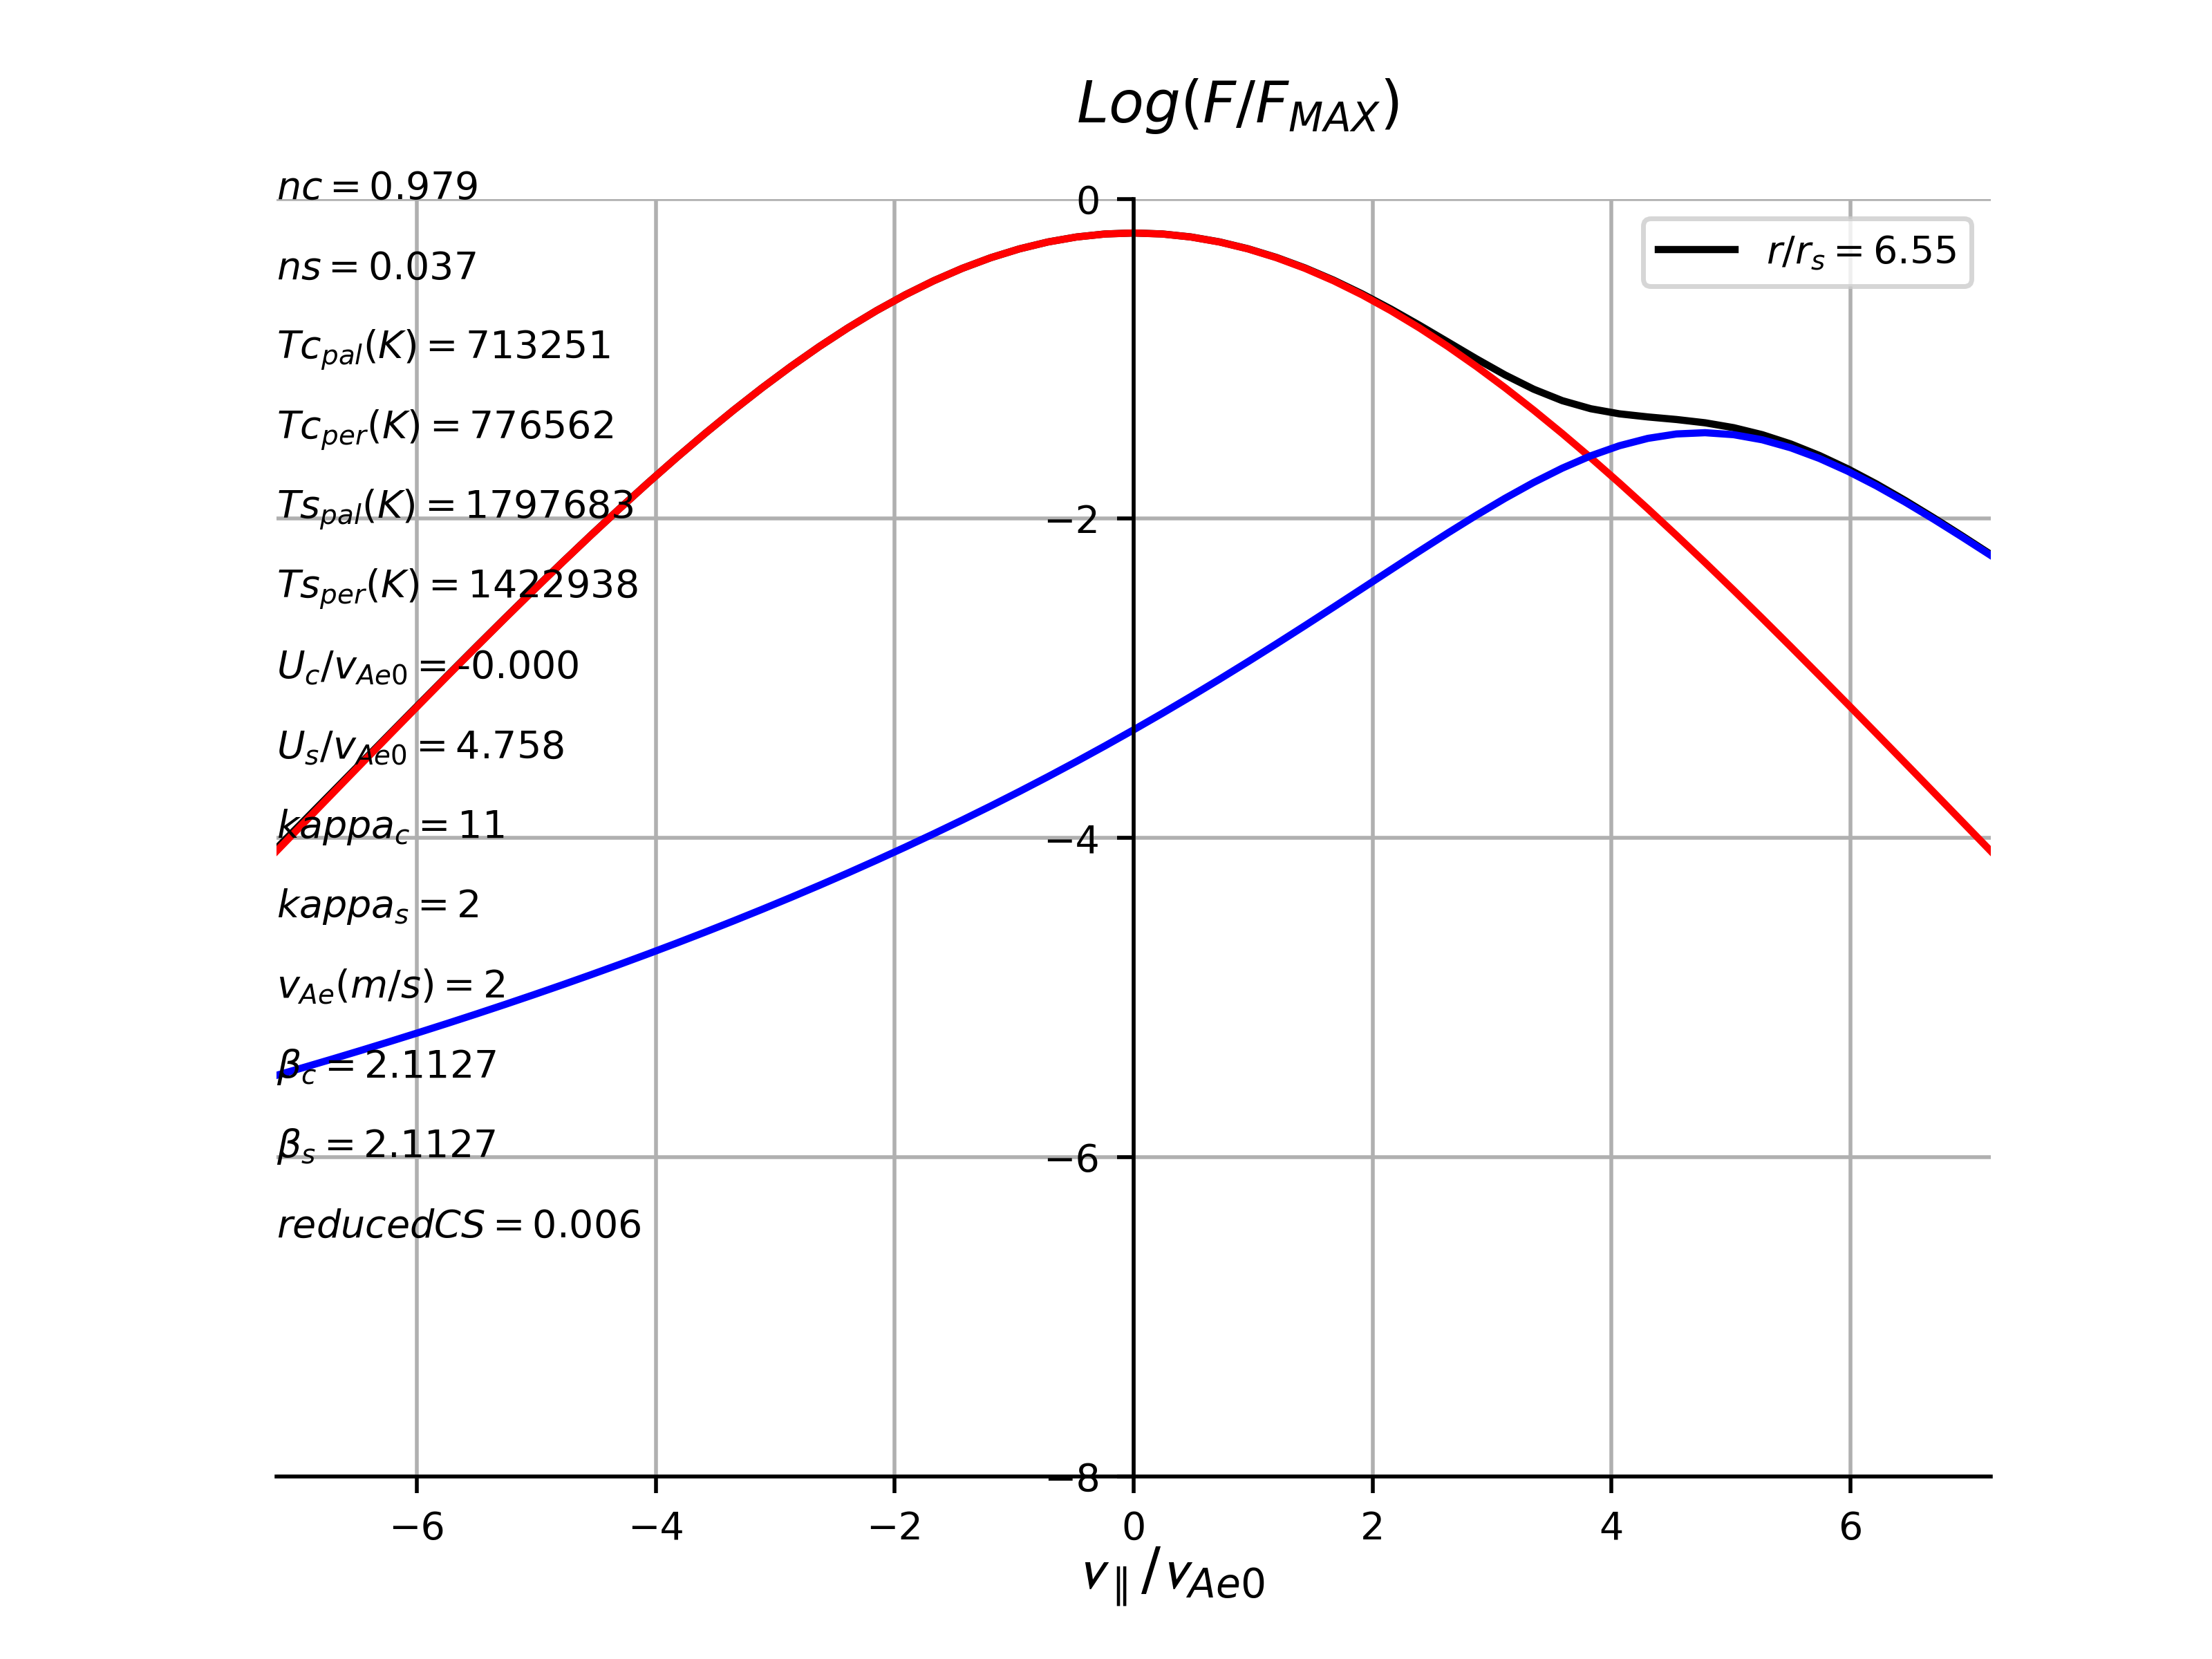 Log(F/F_MAX)
nc = 0.979
ns = 0.037
Tc_pal(K) = 713251
Tc_per(K) = 776562
Ts_pal(K) = 1797683
Ts_per(K) = 1422938
U_c/v_Ae0 = -0.000
U_s/v_Ae0 = 4.758
kappa_c = 11
kappa_s = 2
v_Ae(m/s) = 2
β_c = 2.1127
β_s = 2.1127
reducedCS = 0.006
r/r_s = 6.55
0
−2
−4
−6
−8
−6 −4 −2 0 2 4 6
v_∥/v_Ae0